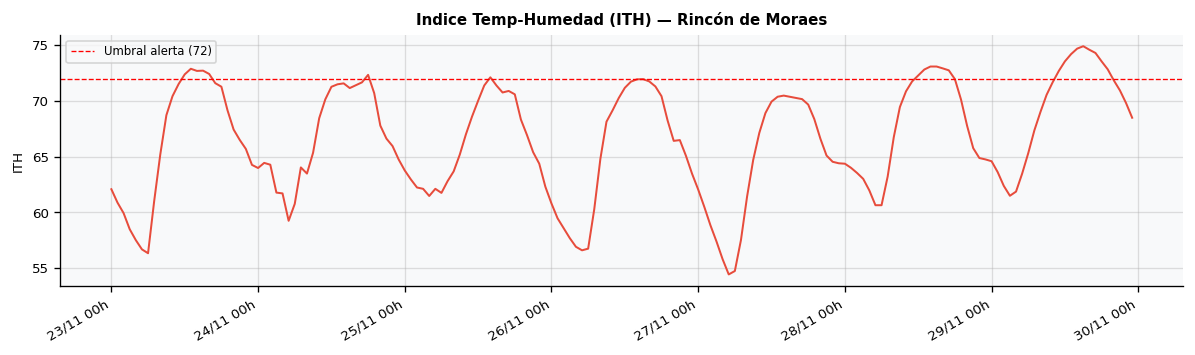 Indice Temp-Humedad (ITH) — Rincón de Moraes
Umbral alerta (72)
ITH
75
70
65
60
55
23/11 00h
24/11 00h
25/11 00h
26/11 00h
27/11 00h
28/11 00h
29/11 00h
30/11 00h